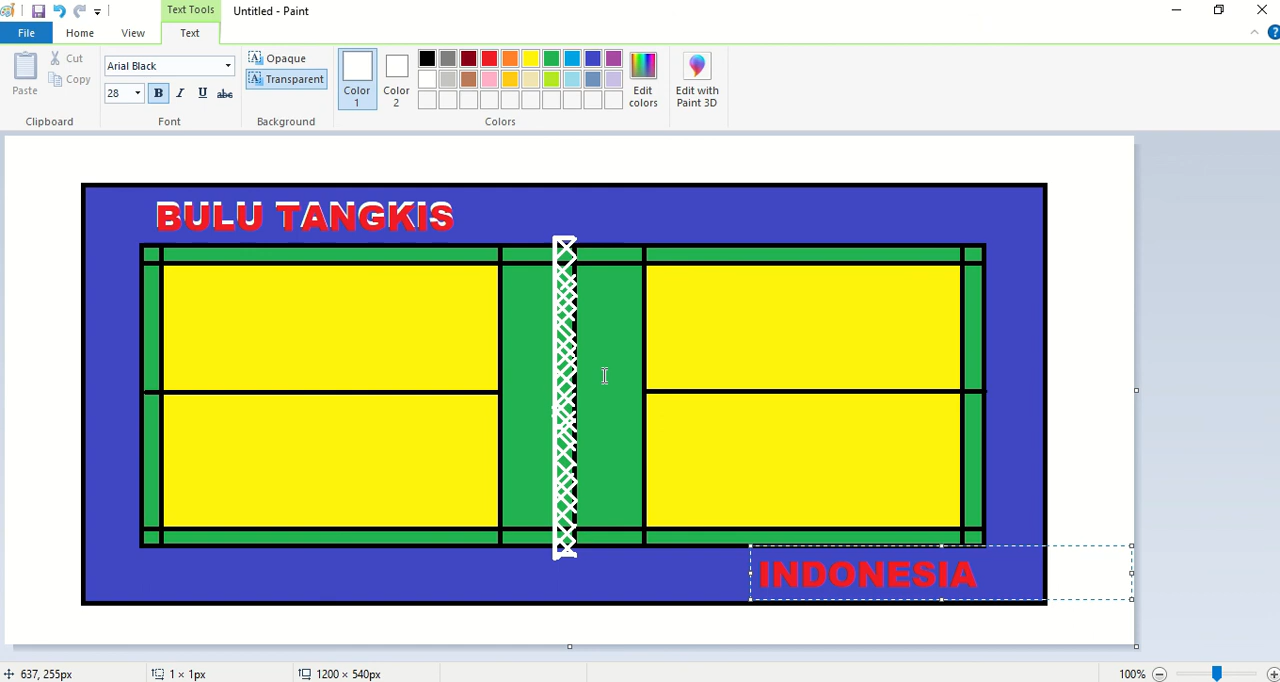 Text Tools
Untitled - Paint
File
Home
View
Text
Paste
Cut
Copy
Clipboard
Arial Black
28
B
I
U
abc
Font
A Opaque
A Transparent
Background
Color 1
Color 2
Edit colors
Colors
Edit with Paint 3D
BULU TANGKIS
INDONESIA
637, 255px
1 × 1px
1200 × 540px
100%